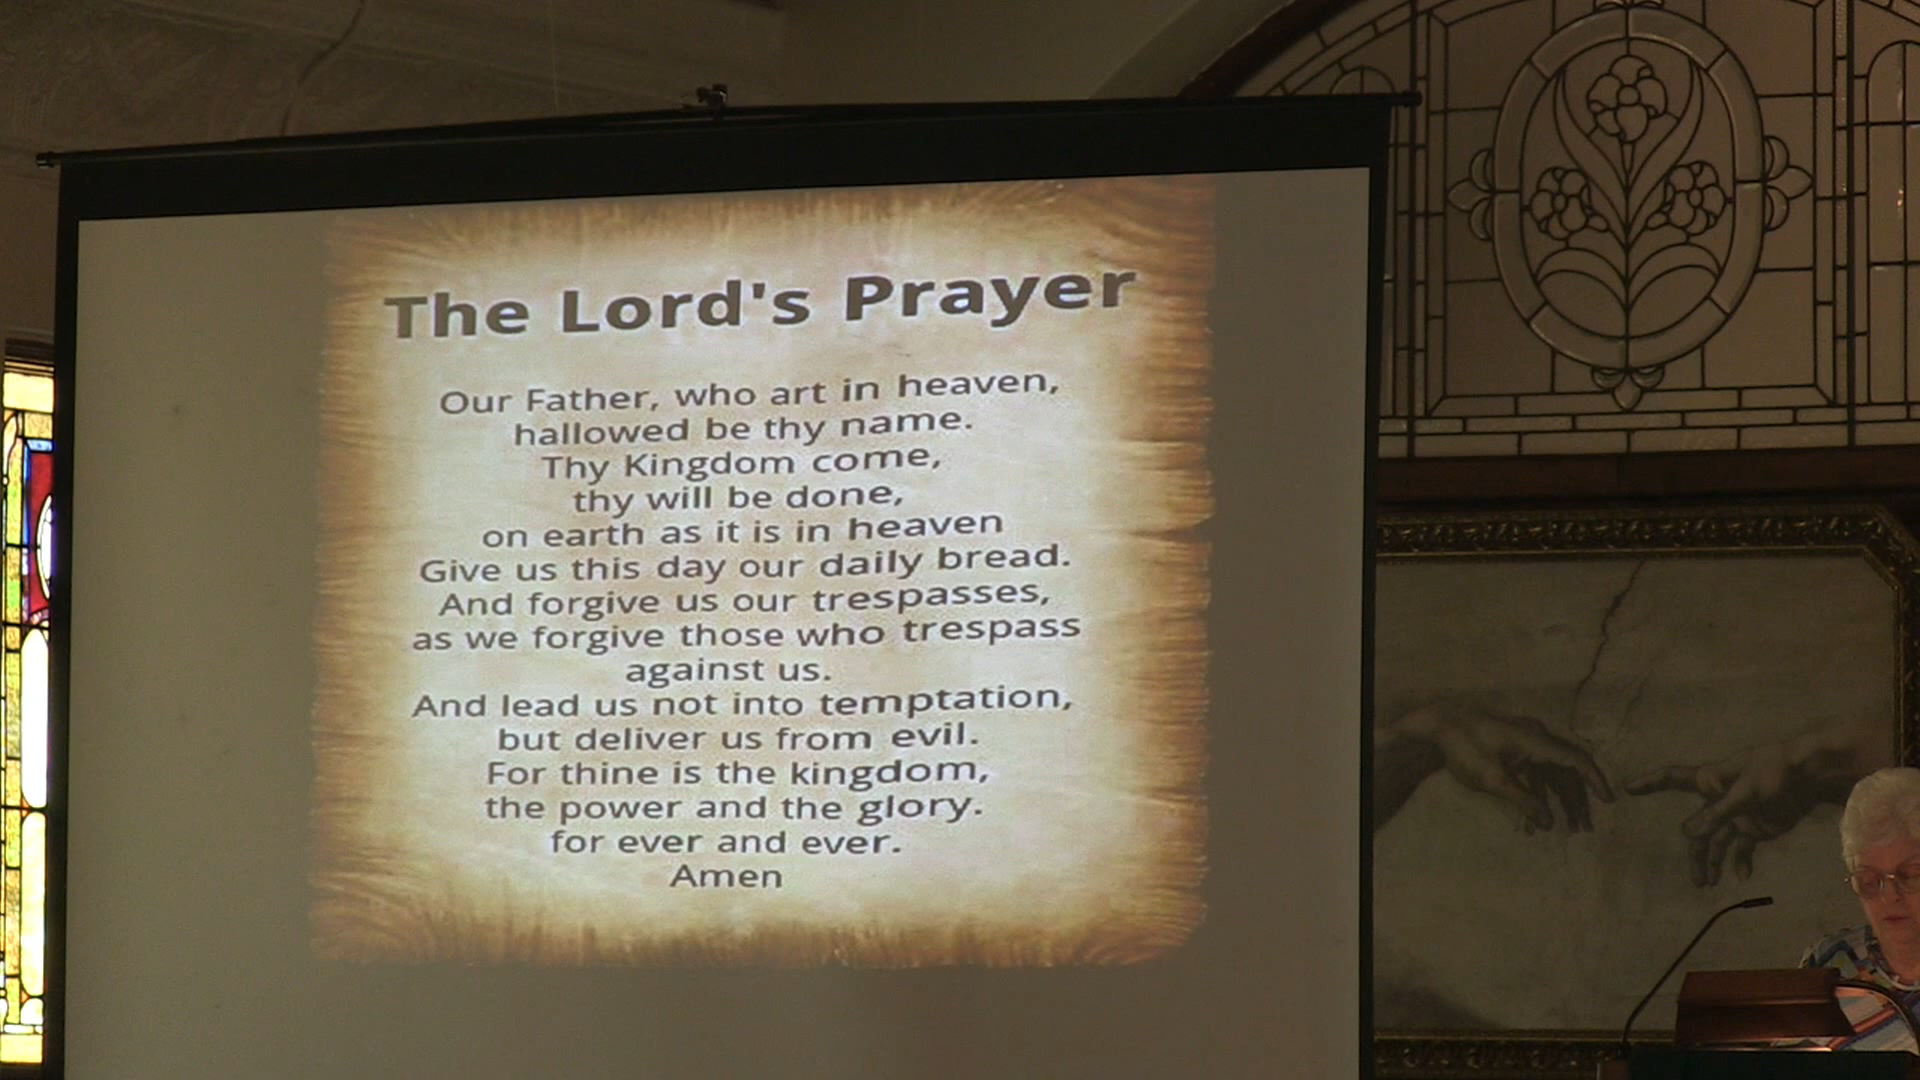 The Lord's Prayer
Our Father, who art in heaven,
hallowed be thy name.
Thy Kingdom come,
thy will be done,
on earth as it is in heaven
Give us this day our daily bread.
And forgive us our trespasses,
as we forgive those who trespass
against us.
And lead us not into temptation,
but deliver us from evil.
For thine is the kingdom,
the power and the glory.
for ever and ever.
Amen